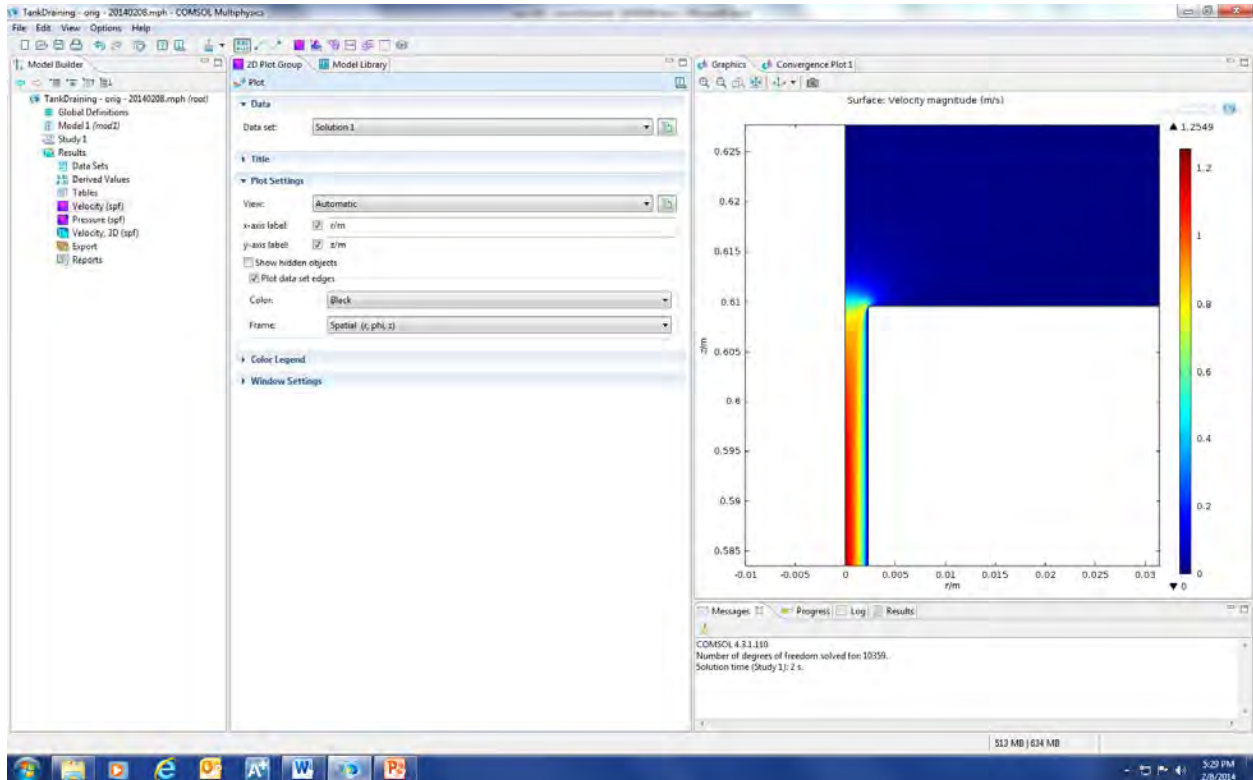 TankDraining - orig - 20140208.mph - COMSOL Multiphysics
File Edit View Options Help
Model Builder
TankDraining - orig - 20140208.mph (root)
Global Definitions
Model 1 (mod1)
Study 1
Results
Data Sets
Derived Values
Tables
Velocity (spf)
Pressure (spf)
Velocity, 3D (spf)
Export
Reports
2D Plot Group Model Library
Plot
Data
Data set: Solution 1
Title
Plot Settings
View: Automatic
x-axis label: r/m
y-axis label: z/m
Show hidden objects
Plot data set edges
Color: Black
Frame: Spatial (r, phi, z)
Color Legend
Window Settings
Graphics Convergence Plot 1
Surface: Velocity magnitude (m/s)
▲ 1.2549
0.625
0.62
0.615
0.61
0.605
0.6
0.595
0.59
0.585
z/m
-0.01 -0.005 0 0.005 0.01 0.015 0.02 0.025 0.03
r/m
1.2
1
0.8
0.6
0.4
0.2
0
▼ 0
Messages Progress Log Results
COMSOL 4.3.1.110
Number of degrees of freedom solved for: 10359.
Solution time (Study 1): 2 s.
513 MB | 634 MB
5:29 PM
2/8/2014